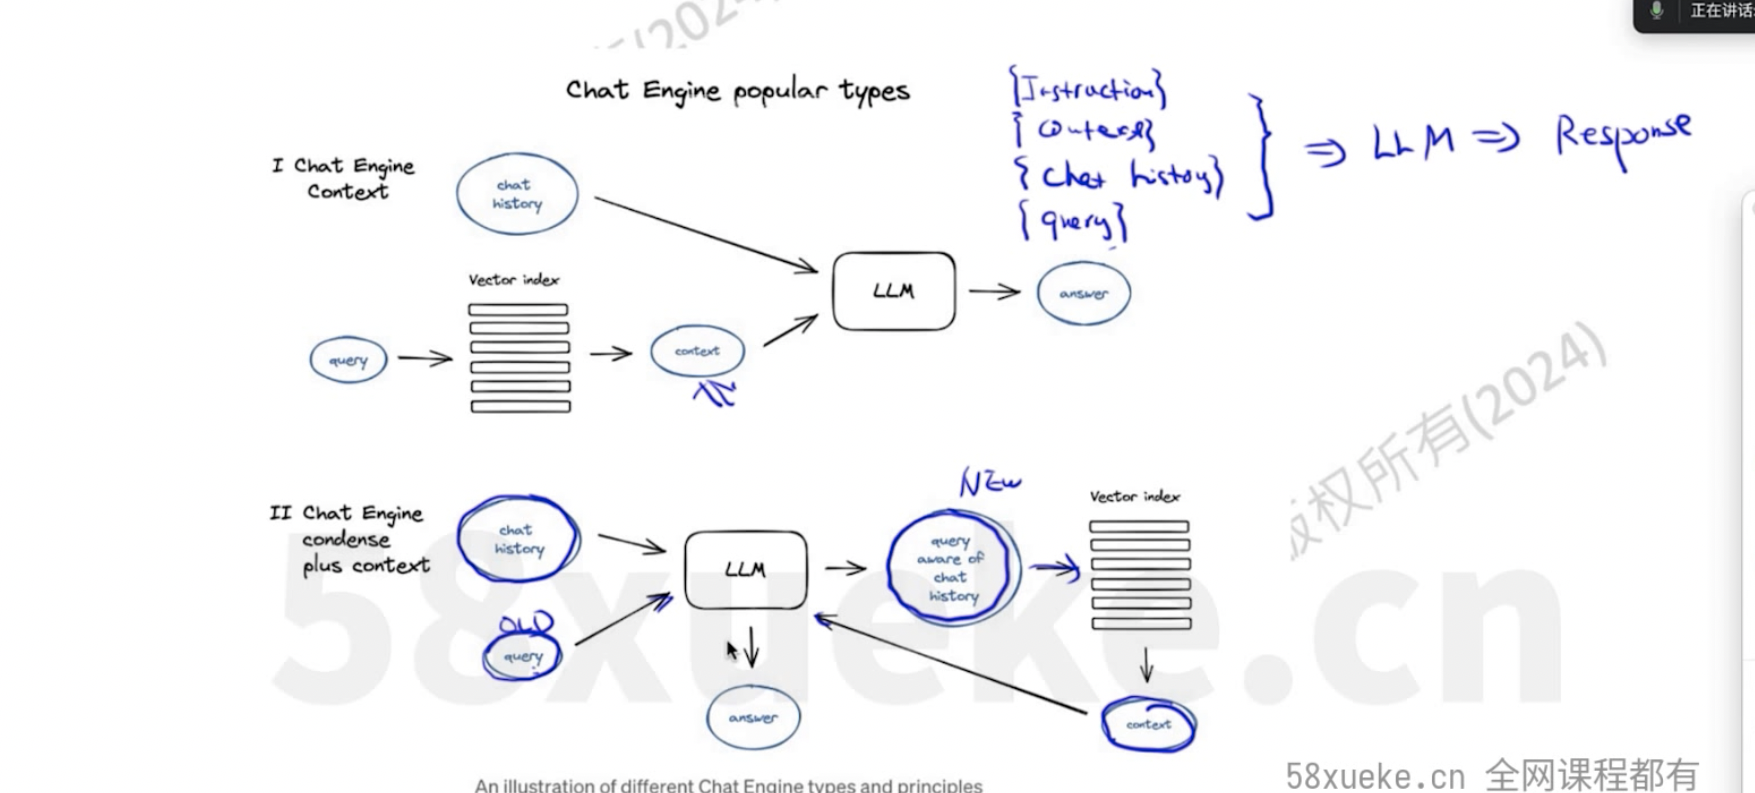 (2024)
正在讲话:
Chat Engine popular types
{Instruction}
{context}
{chat history}
{query}
} ⇒ LLM ⇒ Response
I Chat Engine
Context
chat
history
Vector index
query
context
LLM
answer
版权所有(2024)
II Chat Engine
condense
plus context
chat
history
OLD
query
LLM
answer
NEW
query
aware of
chat
history
Vector index
context
58xueke.cn
An illustration of different Chat Engine types and principles
58xueke.cn 全网课程都有